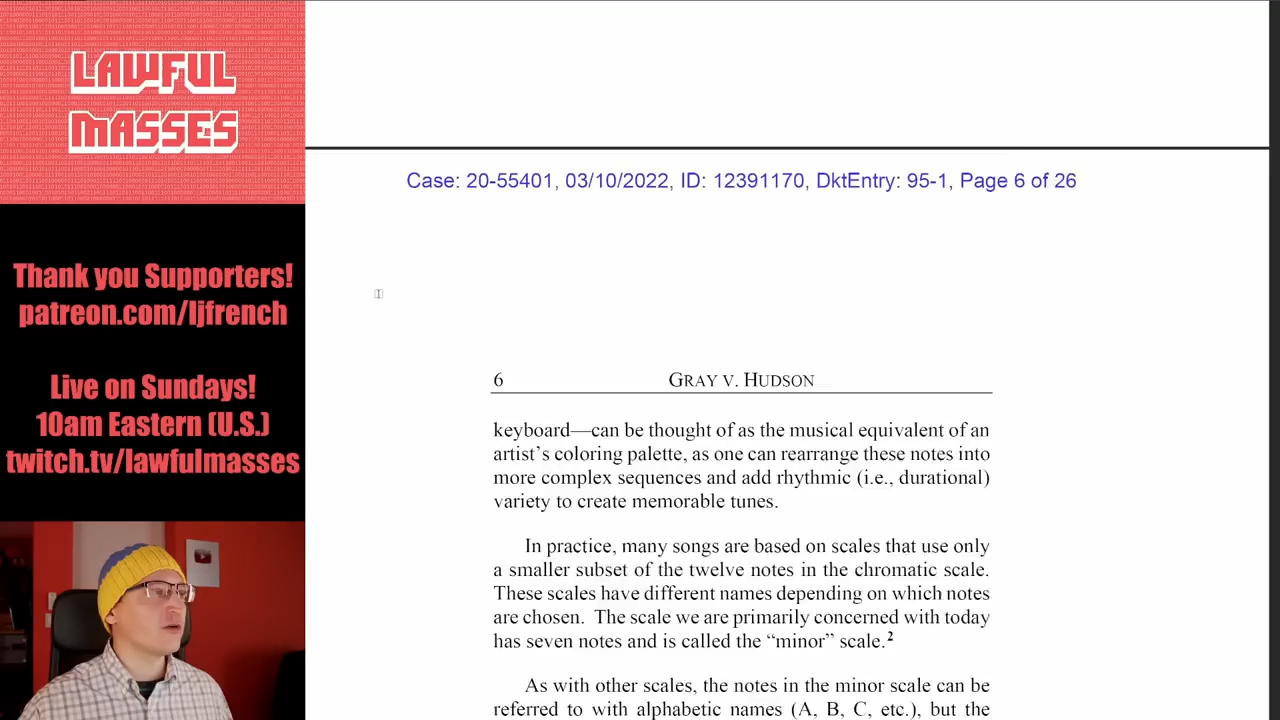 LAWFUL
MASSES
Thank you Supporters!
patreon.com/ljfrench
Live on Sundays!
10am Eastern (U.S.)
twitch.tv/lawfulmasses
Case: 20-55401, 03/10/2022, ID: 12391170, DktEntry: 95-1, Page 6 of 26
6 GRAY V. HUDSON
keyboard—can be thought of as the musical equivalent of an
artist’s coloring palette, as one can rearrange these notes into
more complex sequences and add rhythmic (i.e., durational)
variety to create memorable tunes.
In practice, many songs are based on scales that use only
a smaller subset of the twelve notes in the chromatic scale.
These scales have different names depending on which notes
are chosen. The scale we are primarily concerned with today
has seven notes and is called the “minor” scale.2
As with other scales, the notes in the minor scale can be
referred to with alphabetic names (A, B, C, etc.), but the